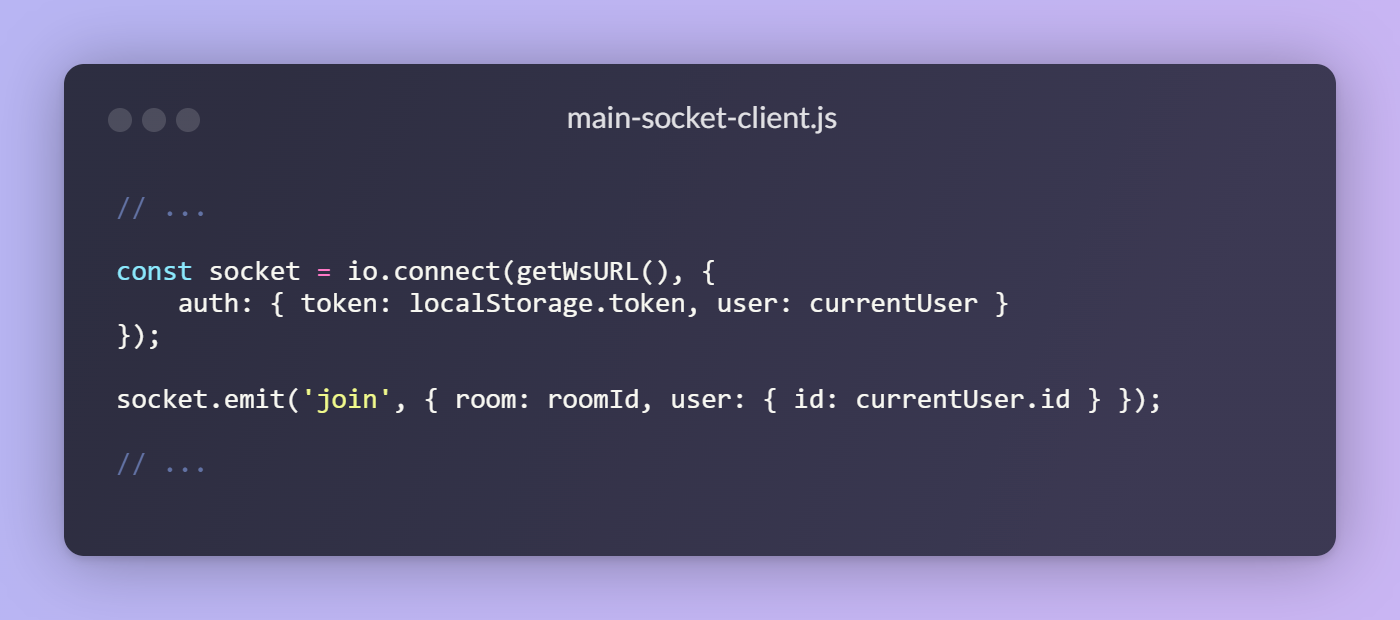 main-socket-client.js
// ...
const socket = io.connect(getWsURL(), {
    auth: { token: localStorage.token, user: currentUser }
});
socket.emit('join', { room: roomId, user: { id: currentUser.id } });
// ...